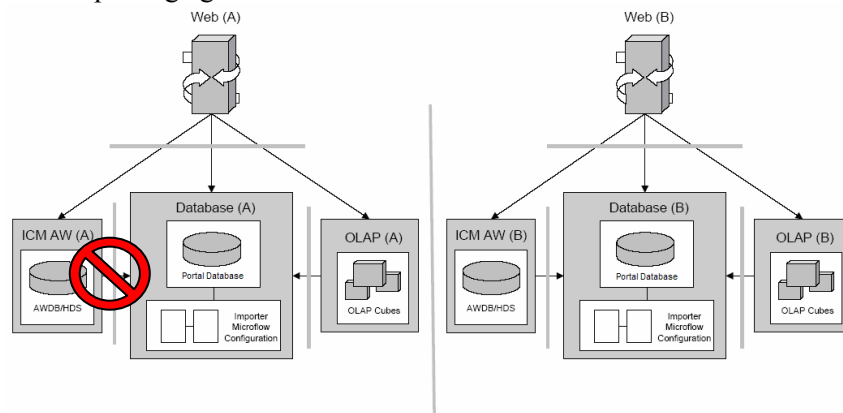 Web (A)
Web (B)
ICM AW (A)
AWDB/HDS
Database (A)
Portal Database
Importer
Microflow
Configuration
OLAP (A)
OLAP Cubes
ICM AW (B)
AWDB/HDS
Database (B)
Portal Database
Importer
Microflow
Configuration
OLAP (B)
OLAP Cubes